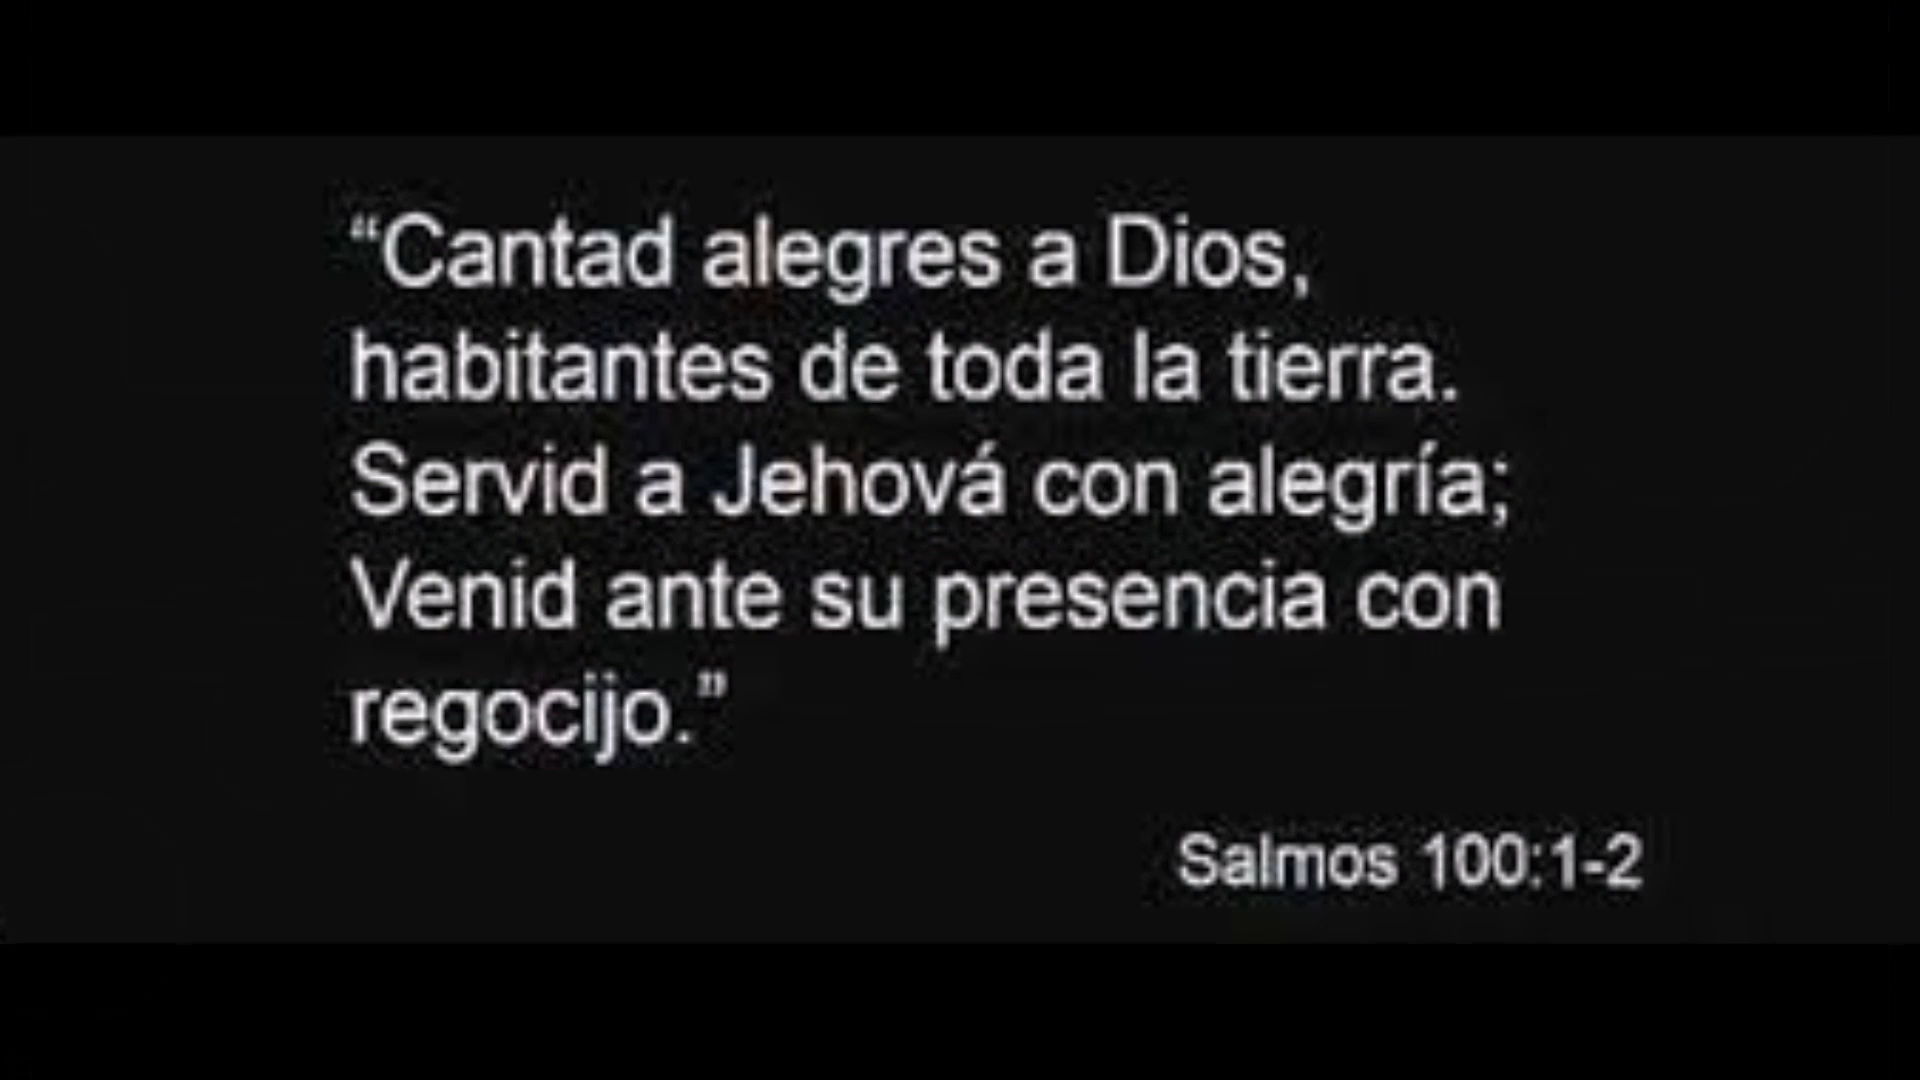 “Cantad alegres a Dios,
habitantes de toda la tierra.
Servid a Jehová con alegría;
Venid ante su presencia con
regocijo.”
Salmos 100:1-2